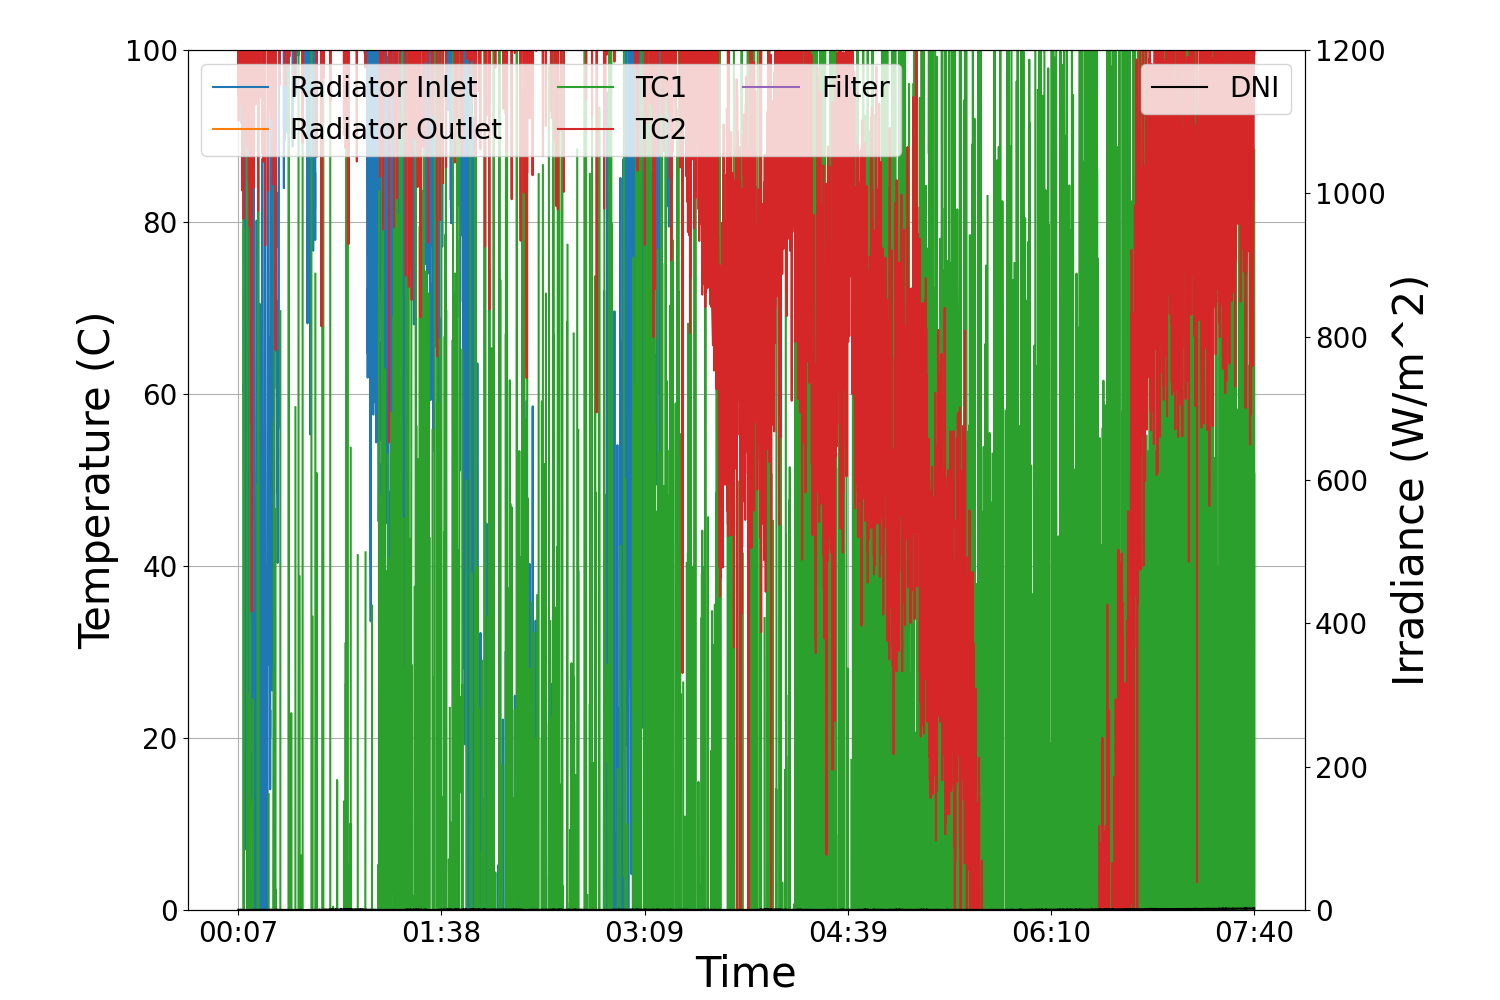 Radiator Inlet
Radiator Outlet
TC1
TC2
Filter
DNI
Temperature (C)
100
80
60
40
20
0
Irradiance (W/m^2)
1200
1000
800
600
400
200
0
00:07 01:38 03:09 04:39 06:10 07:40
Time